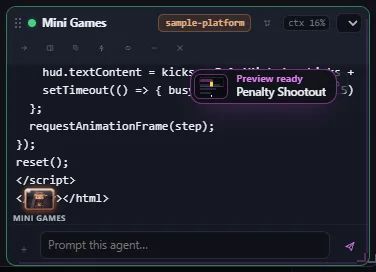 Mini Games
sample-platform
ctx 16%
hud.textContent = kicks
+
Preview ready
Penalty Shootout
setTimeout(() => { bus
5)
};
requestAnimationFrame(step);
});
reset();
</script>
<
></html>
MINI GAMES
Prompt this agent...